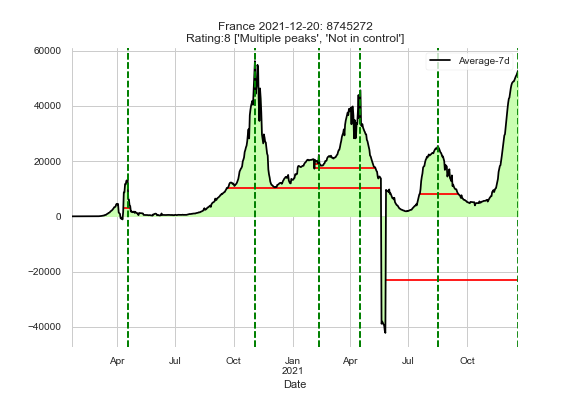 France 2021-12-20: 8745272
Rating:8 ['Multiple peaks', 'Not in control']
Average-7d
60000
40000
20000
0
−20000
−40000
Apr
Jul
Oct
Jan
2021
Apr
Jul
Oct
Date